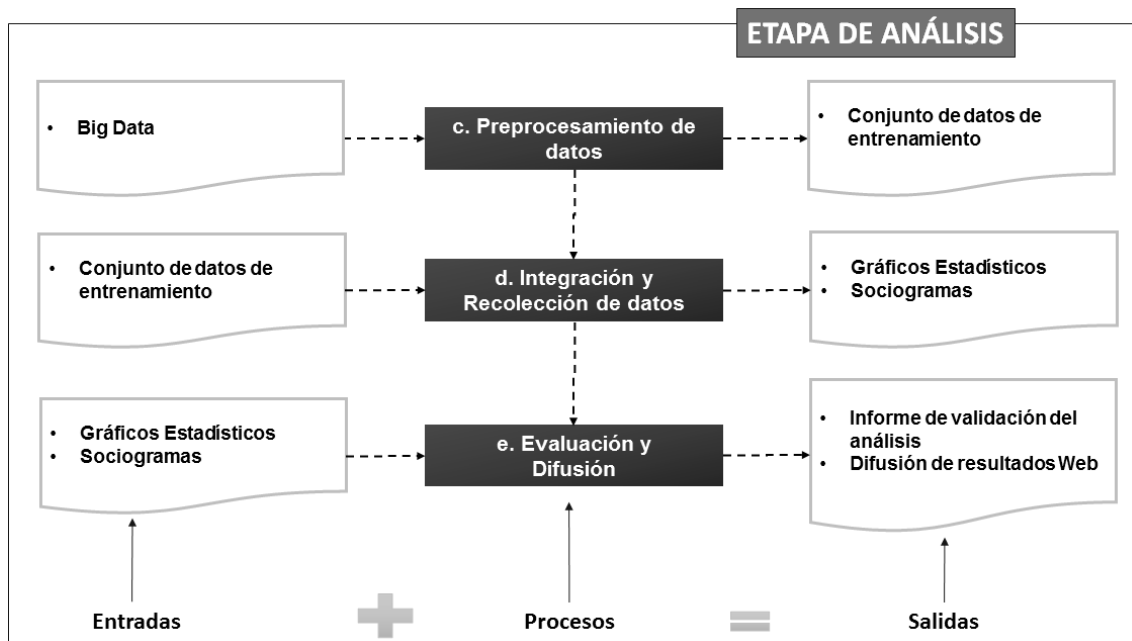 ETAPA DE ANÁLISIS
• Big Data
c. Preprocesamiento de
datos
• Conjunto de datos de
entrenamiento
• Conjunto de datos de
entrenamiento
d. Integración y
Recolección de datos
• Gráficos Estadísticos
• Sociogramas
• Gráficos Estadísticos
• Sociogramas
e. Evaluación y
Difusión
• Informe de validación del
análisis
• Difusión de resultados Web
Entradas
+
Procesos
=
Salidas